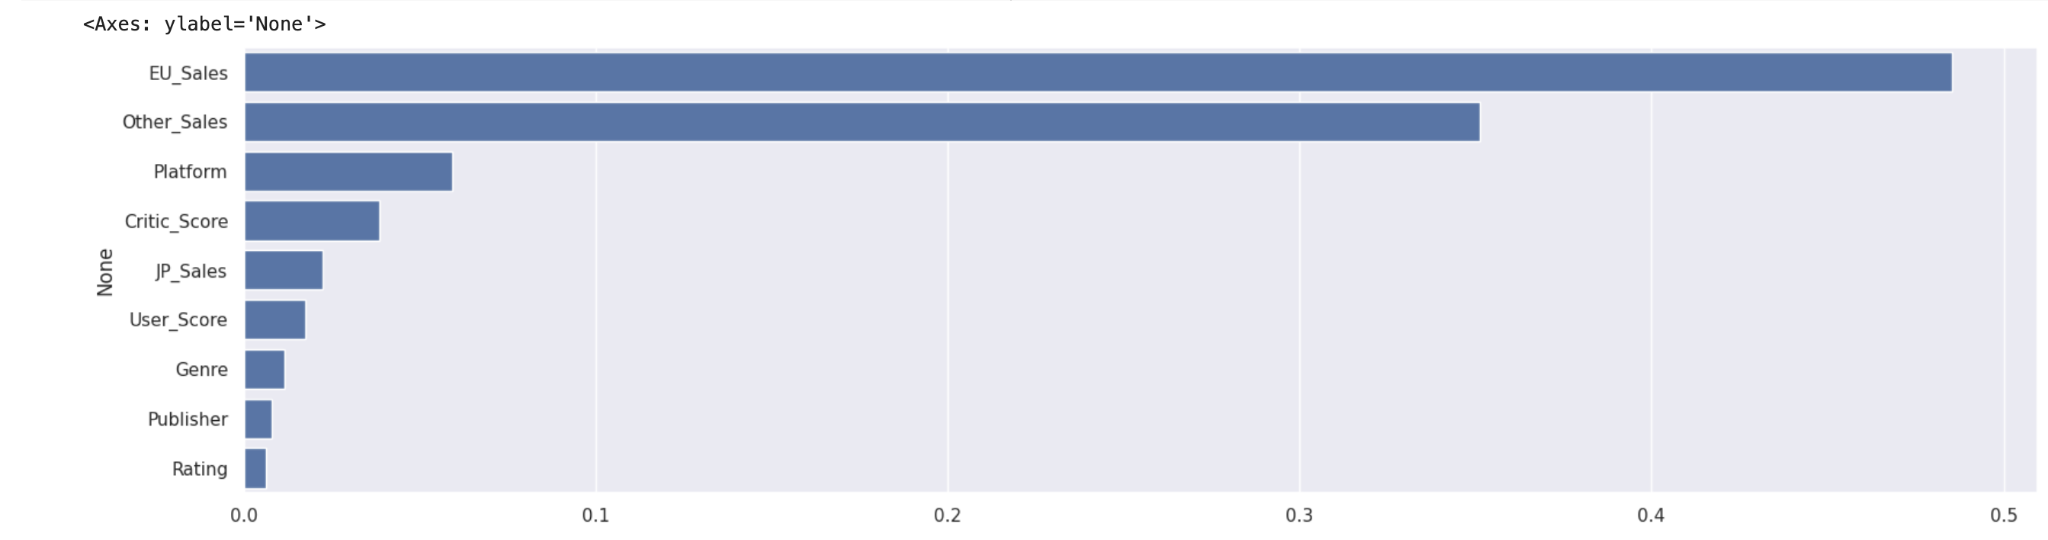 <Axes: ylabel='None'>
EU_Sales
Other_Sales
Platform
Critic_Score
JP_Sales
User_Score
Genre
Publisher
Rating
None
0.0 0.1 0.2 0.3 0.4 0.5